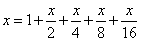 x = 1 + x/2 + x/4 + x/8 + x/16